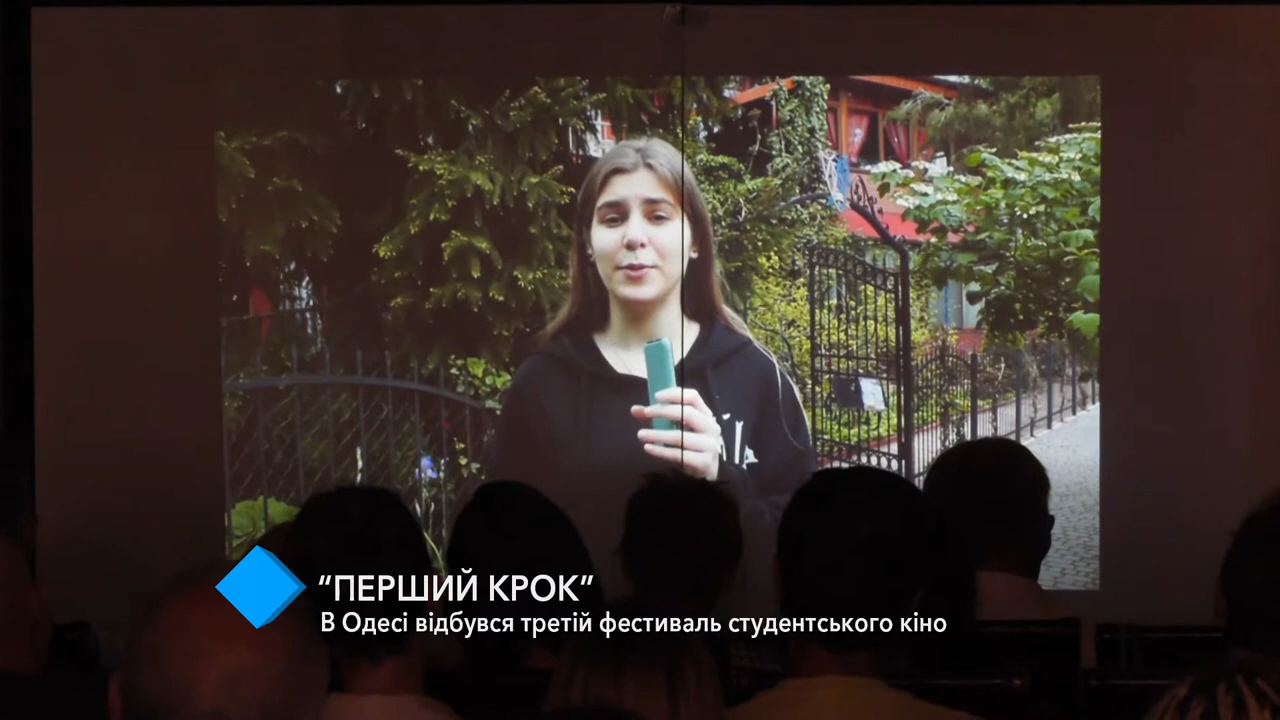 “ПЕРШИЙ КРОК”
В Одесі відбувся третій фестиваль студентського кіно